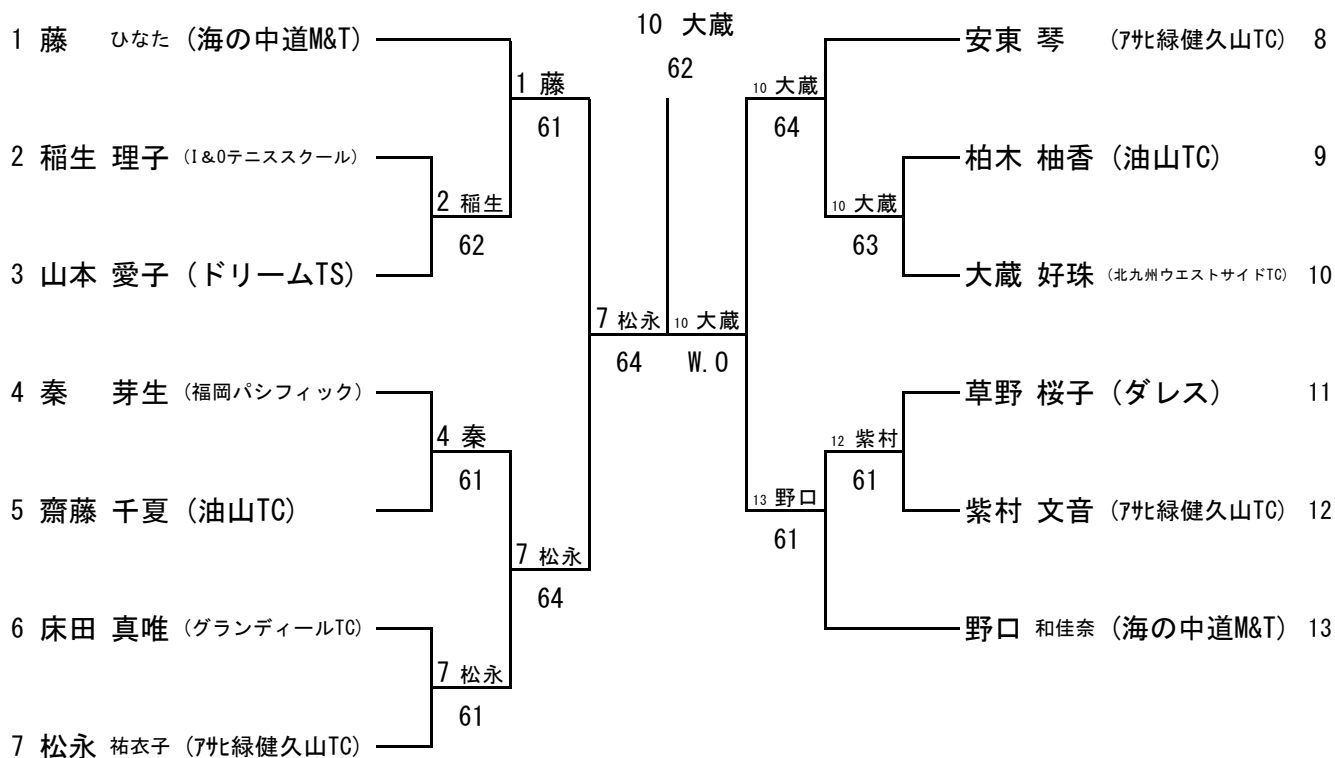 10 大蔵
62
1 藤 ひなた (海の中道M&T)
2 稲生 理子 (I&Oテニススクール)
3 山本 愛子 (ドリームTS)
4 秦 芽生 (福岡パシフィック)
5 齋藤 千夏 (油山TC)
6 床田 真唯 (グランディールTC)
7 松永 祐衣子 (アサヒ緑健久山TC)
2 稲生
62
4 秦
61
7 松永
61
1 藤
61
7 松永
64
7 松永
64
10 大蔵
W.O
10 大蔵
64
13 野口
61
10 大蔵
63
12 紫村
61
安東 琴 (アサヒ緑健久山TC) 8
柏木 柚香 (油山TC) 9
大蔵 好珠 (北九州ウエストサイドTC) 10
草野 桜子 (ダレス) 11
紫村 文音 (アサヒ緑健久山TC) 12
野口 和佳奈 (海の中道M&T) 13